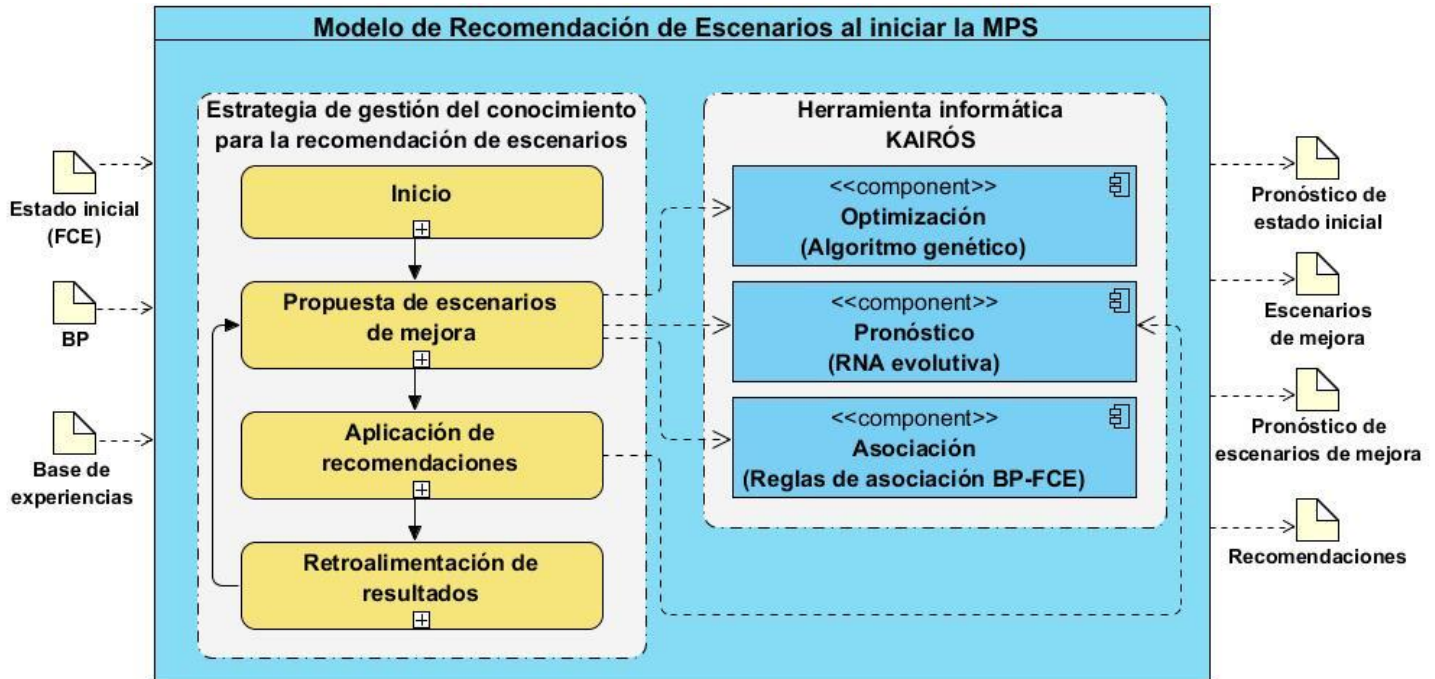 Modelo de Recomendación de Escenarios al iniciar la MPS
Estado inicial
(FCE)
BP
Base de
experiencias
Estrategia de gestión del conocimiento
para la recomendación de escenarios
Inicio
Propuesta de escenarios
de mejora
Aplicación de
recomendaciones
Retroalimentación de
resultados
Herramienta informática
KAIRÓS
<<component>>
Optimización
(Algoritmo genético)
<<component>>
Pronóstico
(RNA evolutiva)
<<component>>
Asociación
(Reglas de asociación BP-FCE)
Pronóstico de
estado inicial
Escenarios
de mejora
Pronóstico de
escenarios de mejora
Recomendaciones